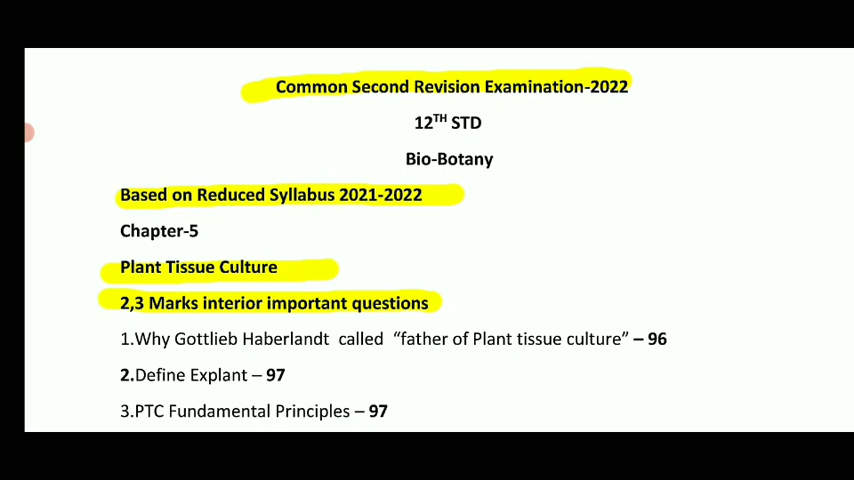 Common Second Revision Examination-2022
12TH STD
Bio-Botany
Based on Reduced Syllabus 2021-2022
Chapter-5
Plant Tissue Culture
2,3 Marks interior important questions
1.Why Gottlieb Haberlandt called “father of Plant tissue culture” – 96
2.Define Explant – 97
3.PTC Fundamental Principles – 97